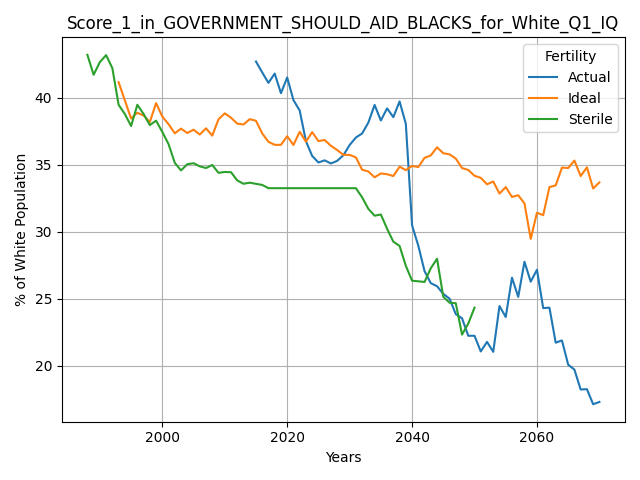 Score_1_in_GOVERNMENT_SHOULD_AID_BLACKS_for_White_Q1_IQ
Fertility
Actual
Ideal
Sterile
% of White Population
40
35
30
25
20
2000 2020 2040 2060
Years